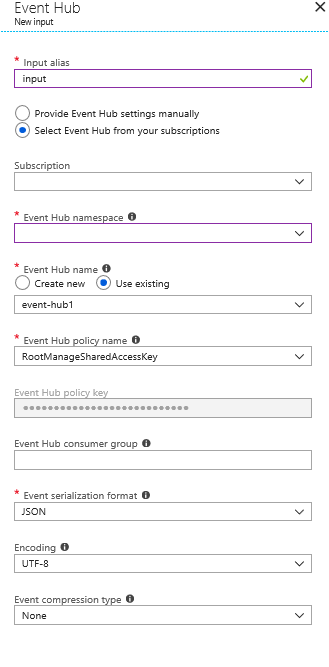 Event Hub
New input
* Input alias
input
Provide Event Hub settings manually
Select Event Hub from your subscriptions
Subscription
* Event Hub namespace
* Event Hub name
Create new Use existing
event-hub1
* Event Hub policy name
RootManageSharedAccessKey
Event Hub policy key
Event Hub consumer group
* Event serialization format
JSON
Encoding
UTF-8
Event compression type
None